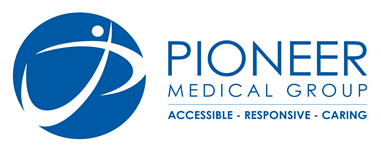 PIONEER
MEDICAL GROUP
ACCESSIBLE - RESPONSIVE - CARING